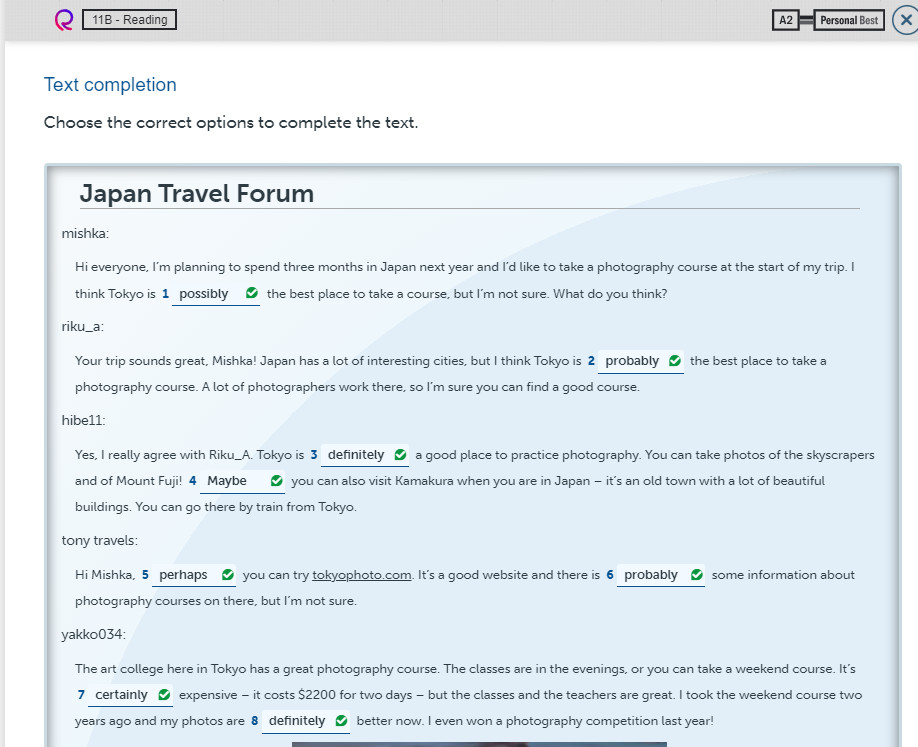 11B - Reading
A2
Personal Best
Text completion
Choose the correct options to complete the text.
Japan Travel Forum
mishka:
Hi everyone, I'm planning to spend three months in Japan next year and I'd like to take a photography course at the start of my trip. I
think Tokyo is 1 possibly the best place to take a course, but I'm not sure. What do you think?
riku_a:
Your trip sounds great, Mishka! Japan has a lot of interesting cities, but I think Tokyo is 2 probably the best place to take a
photography course. A lot of photographers work there, so I'm sure you can find a good course.
hibe11:
Yes, I really agree with Riku_A. Tokyo is 3 definitely a good place to practice photography. You can take photos of the skyscrapers
and of Mount Fuji! 4 Maybe you can also visit Kamakura when you are in Japan – it's an old town with a lot of beautiful
buildings. You can go there by train from Tokyo.
tony travels:
Hi Mishka, 5 perhaps you can try tokyophoto.com. It's a good website and there is 6 probably some information about
photography courses on there, but I'm not sure.
yakko034:
The art college here in Tokyo has a great photography course. The classes are in the evenings, or you can take a weekend course. It's
7 certainly expensive – it costs $2200 for two days – but the classes and the teachers are great. I took the weekend course two
years ago and my photos are 8 definitely better now. I even won a photography competition last year!